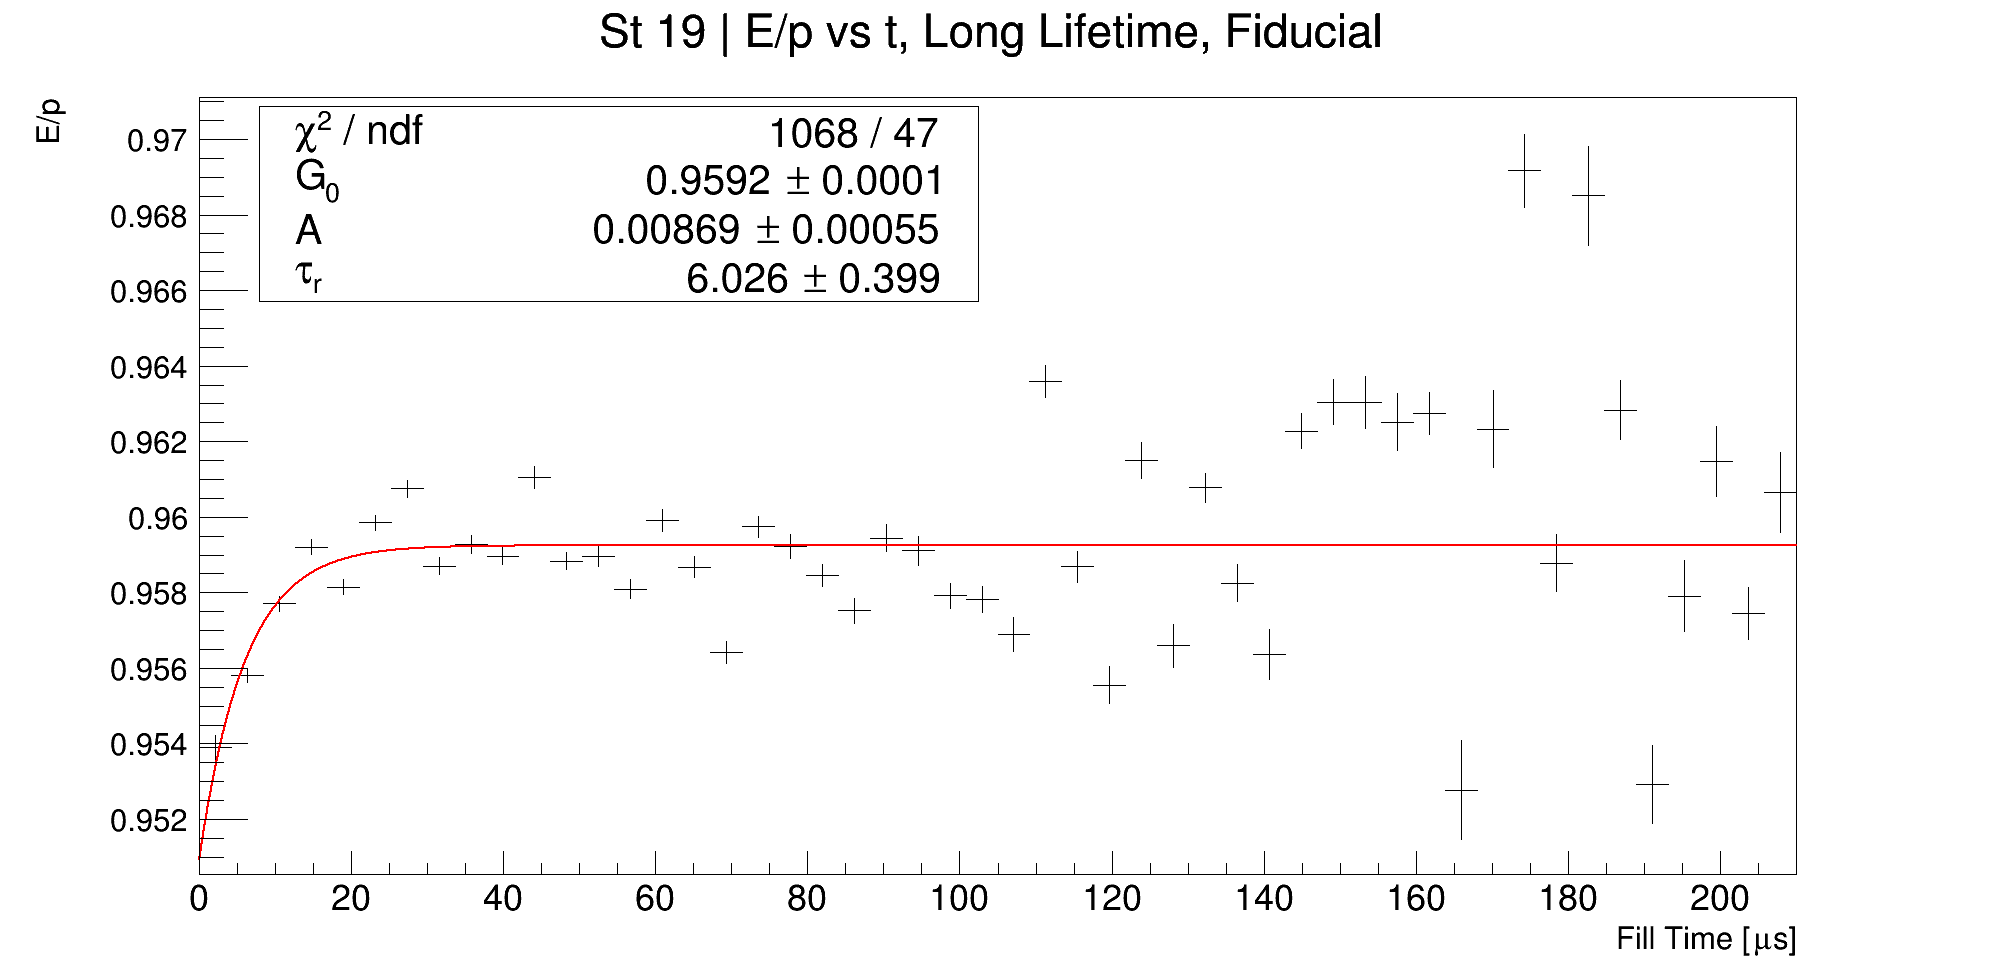 St 19 | E/p vs t, Long Lifetime, Fiducial
E/p
χ² / ndf 1068 / 47
G₀ 0.9592 ± 0.0001
A 0.00869 ± 0.00055
τᵣ 6.026 ± 0.399
0.97
0.968
0.966
0.964
0.962
0.96
0.958
0.956
0.954
0.952
0 20 40 60 80 100 120 140 160 180 200
Fill Time [μs]